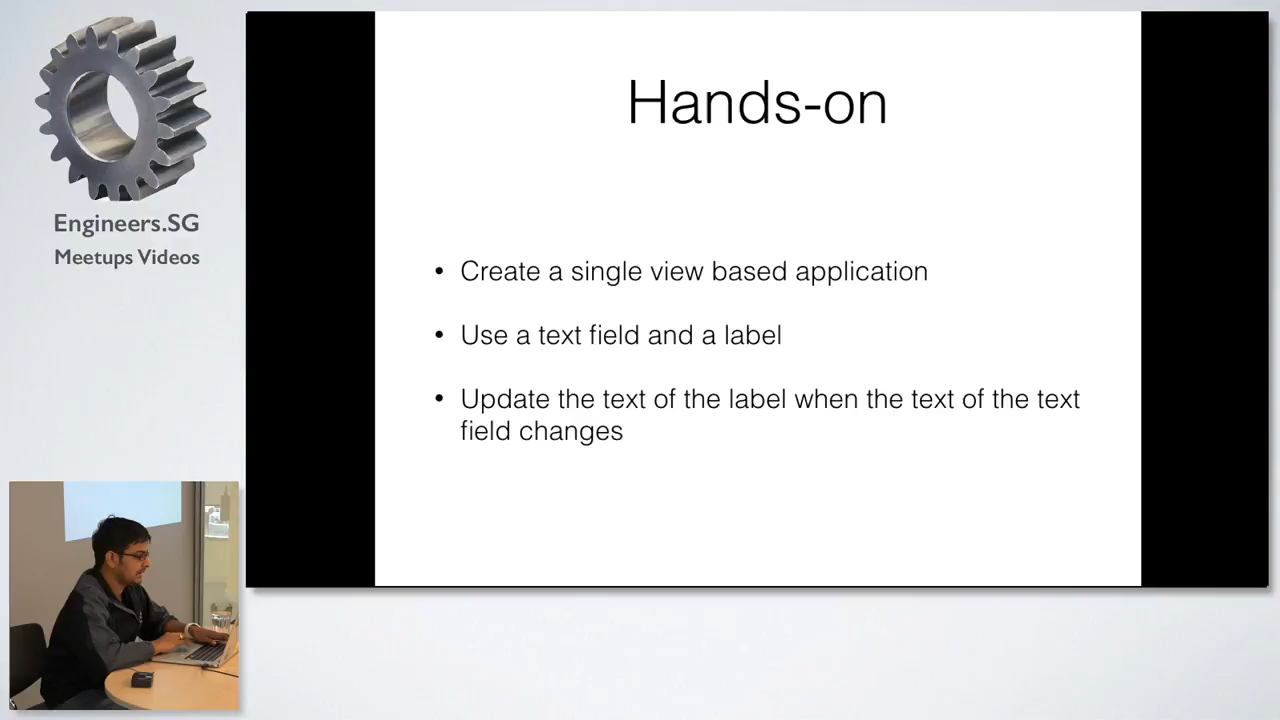 Engineers.SG
Meetups Videos
Hands-on
• Create a single view based application
• Use a text field and a label
• Update the text of the label when the text of the text
field changes